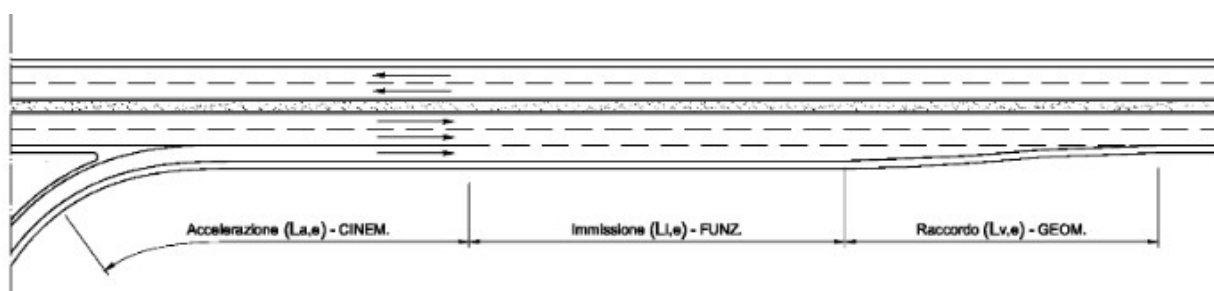 Accelerazione (La,e) - CINEM.
Immissione (Li,e) - FUNZ.
Raccordo (Lv,e) - GEOM.